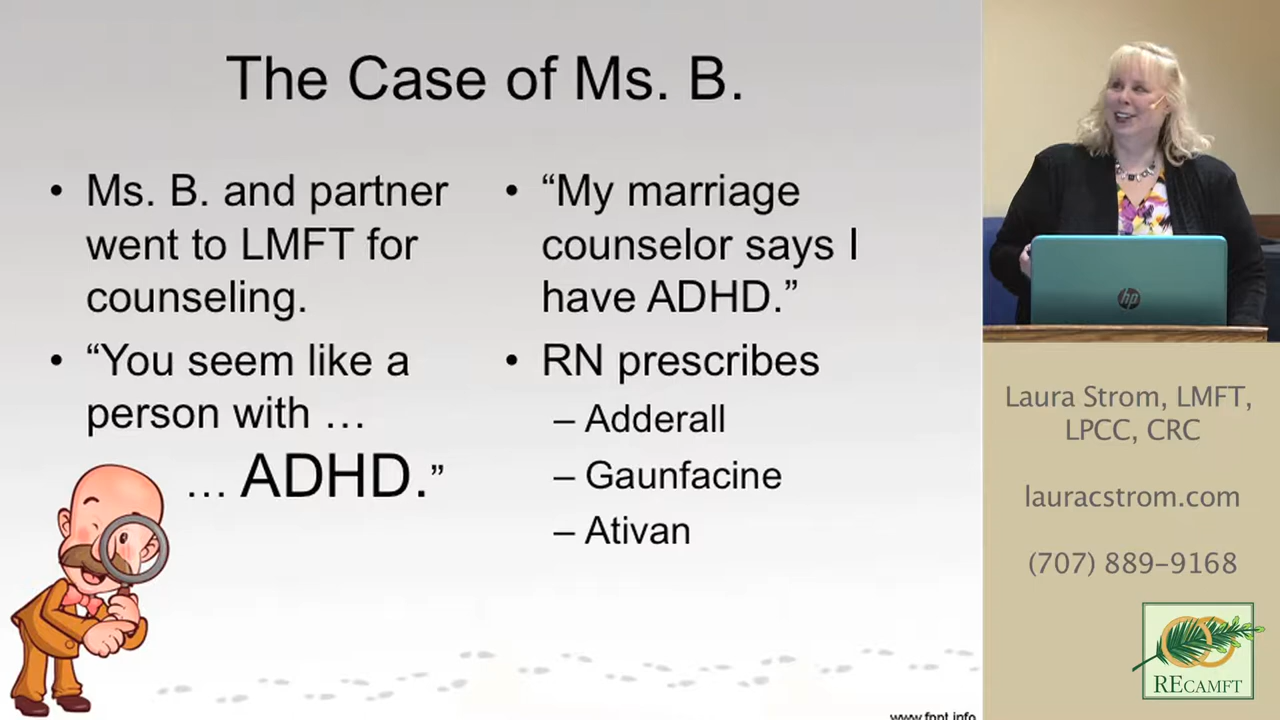 The Case of Ms. B.
• Ms. B. and partner
went to LMFT for
counseling.
• “You seem like a
person with …
… ADHD.”
• “My marriage
counselor says I
have ADHD.”
• RN prescribes
– Adderall
– Gaunfacine
– Ativan
www.fppt.info
hp
Laura Strom, LMFT,
LPCC, CRC
lauracstrom.com
(707) 889-9168
RECAMFT